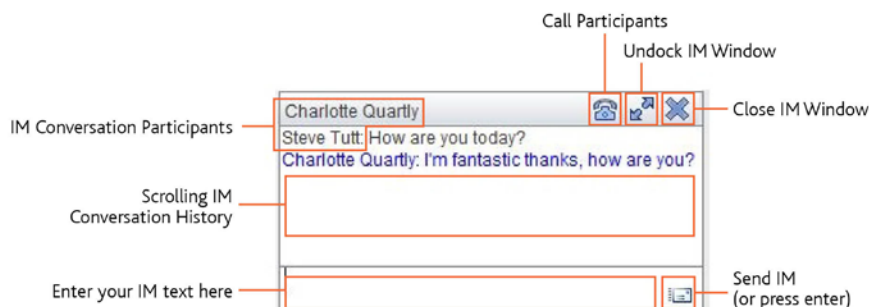 Call Participants
Undock IM Window
Charlotte Quartly
Close IM Window
IM Conversation Participants
Steve Tutt: How are you today?
Charlotte Quartly: I'm fantastic thanks, how are you?
Scrolling IM
Conversation History
Enter your IM text here
Send IM
(or press enter)